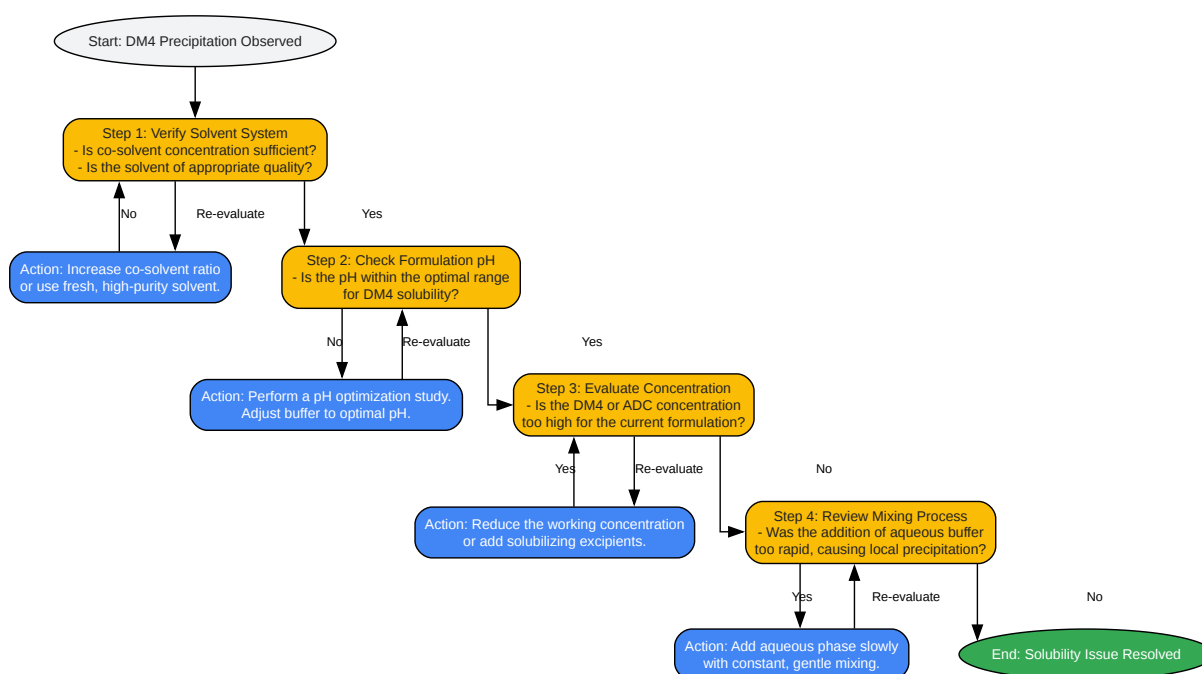 Start: DM4 Precipitation Observed
Step 1: Verify Solvent System
- Is co-solvent concentration sufficient?
- Is the solvent of appropriate quality?
No
Re-evaluate
Yes
Action: Increase co-solvent ratio
or use fresh, high-purity solvent.
Step 2: Check Formulation pH
- Is the pH within the optimal range
for DM4 solubility?
No
Re-evaluate
Yes
Action: Perform a pH optimization study.
Adjust buffer to optimal pH.
Step 3: Evaluate Concentration
- Is the DM4 or ADC concentration
too high for the current formulation?
Yes
Re-evaluate
No
Action: Reduce the working concentration
or add solubilizing excipients.
Step 4: Review Mixing Process
- Was the addition of aqueous buffer
too rapid, causing local precipitation?
Yes
Re-evaluate
No
Action: Add aqueous phase slowly
with constant, gentle mixing.
End: Solubility Issue Resolved